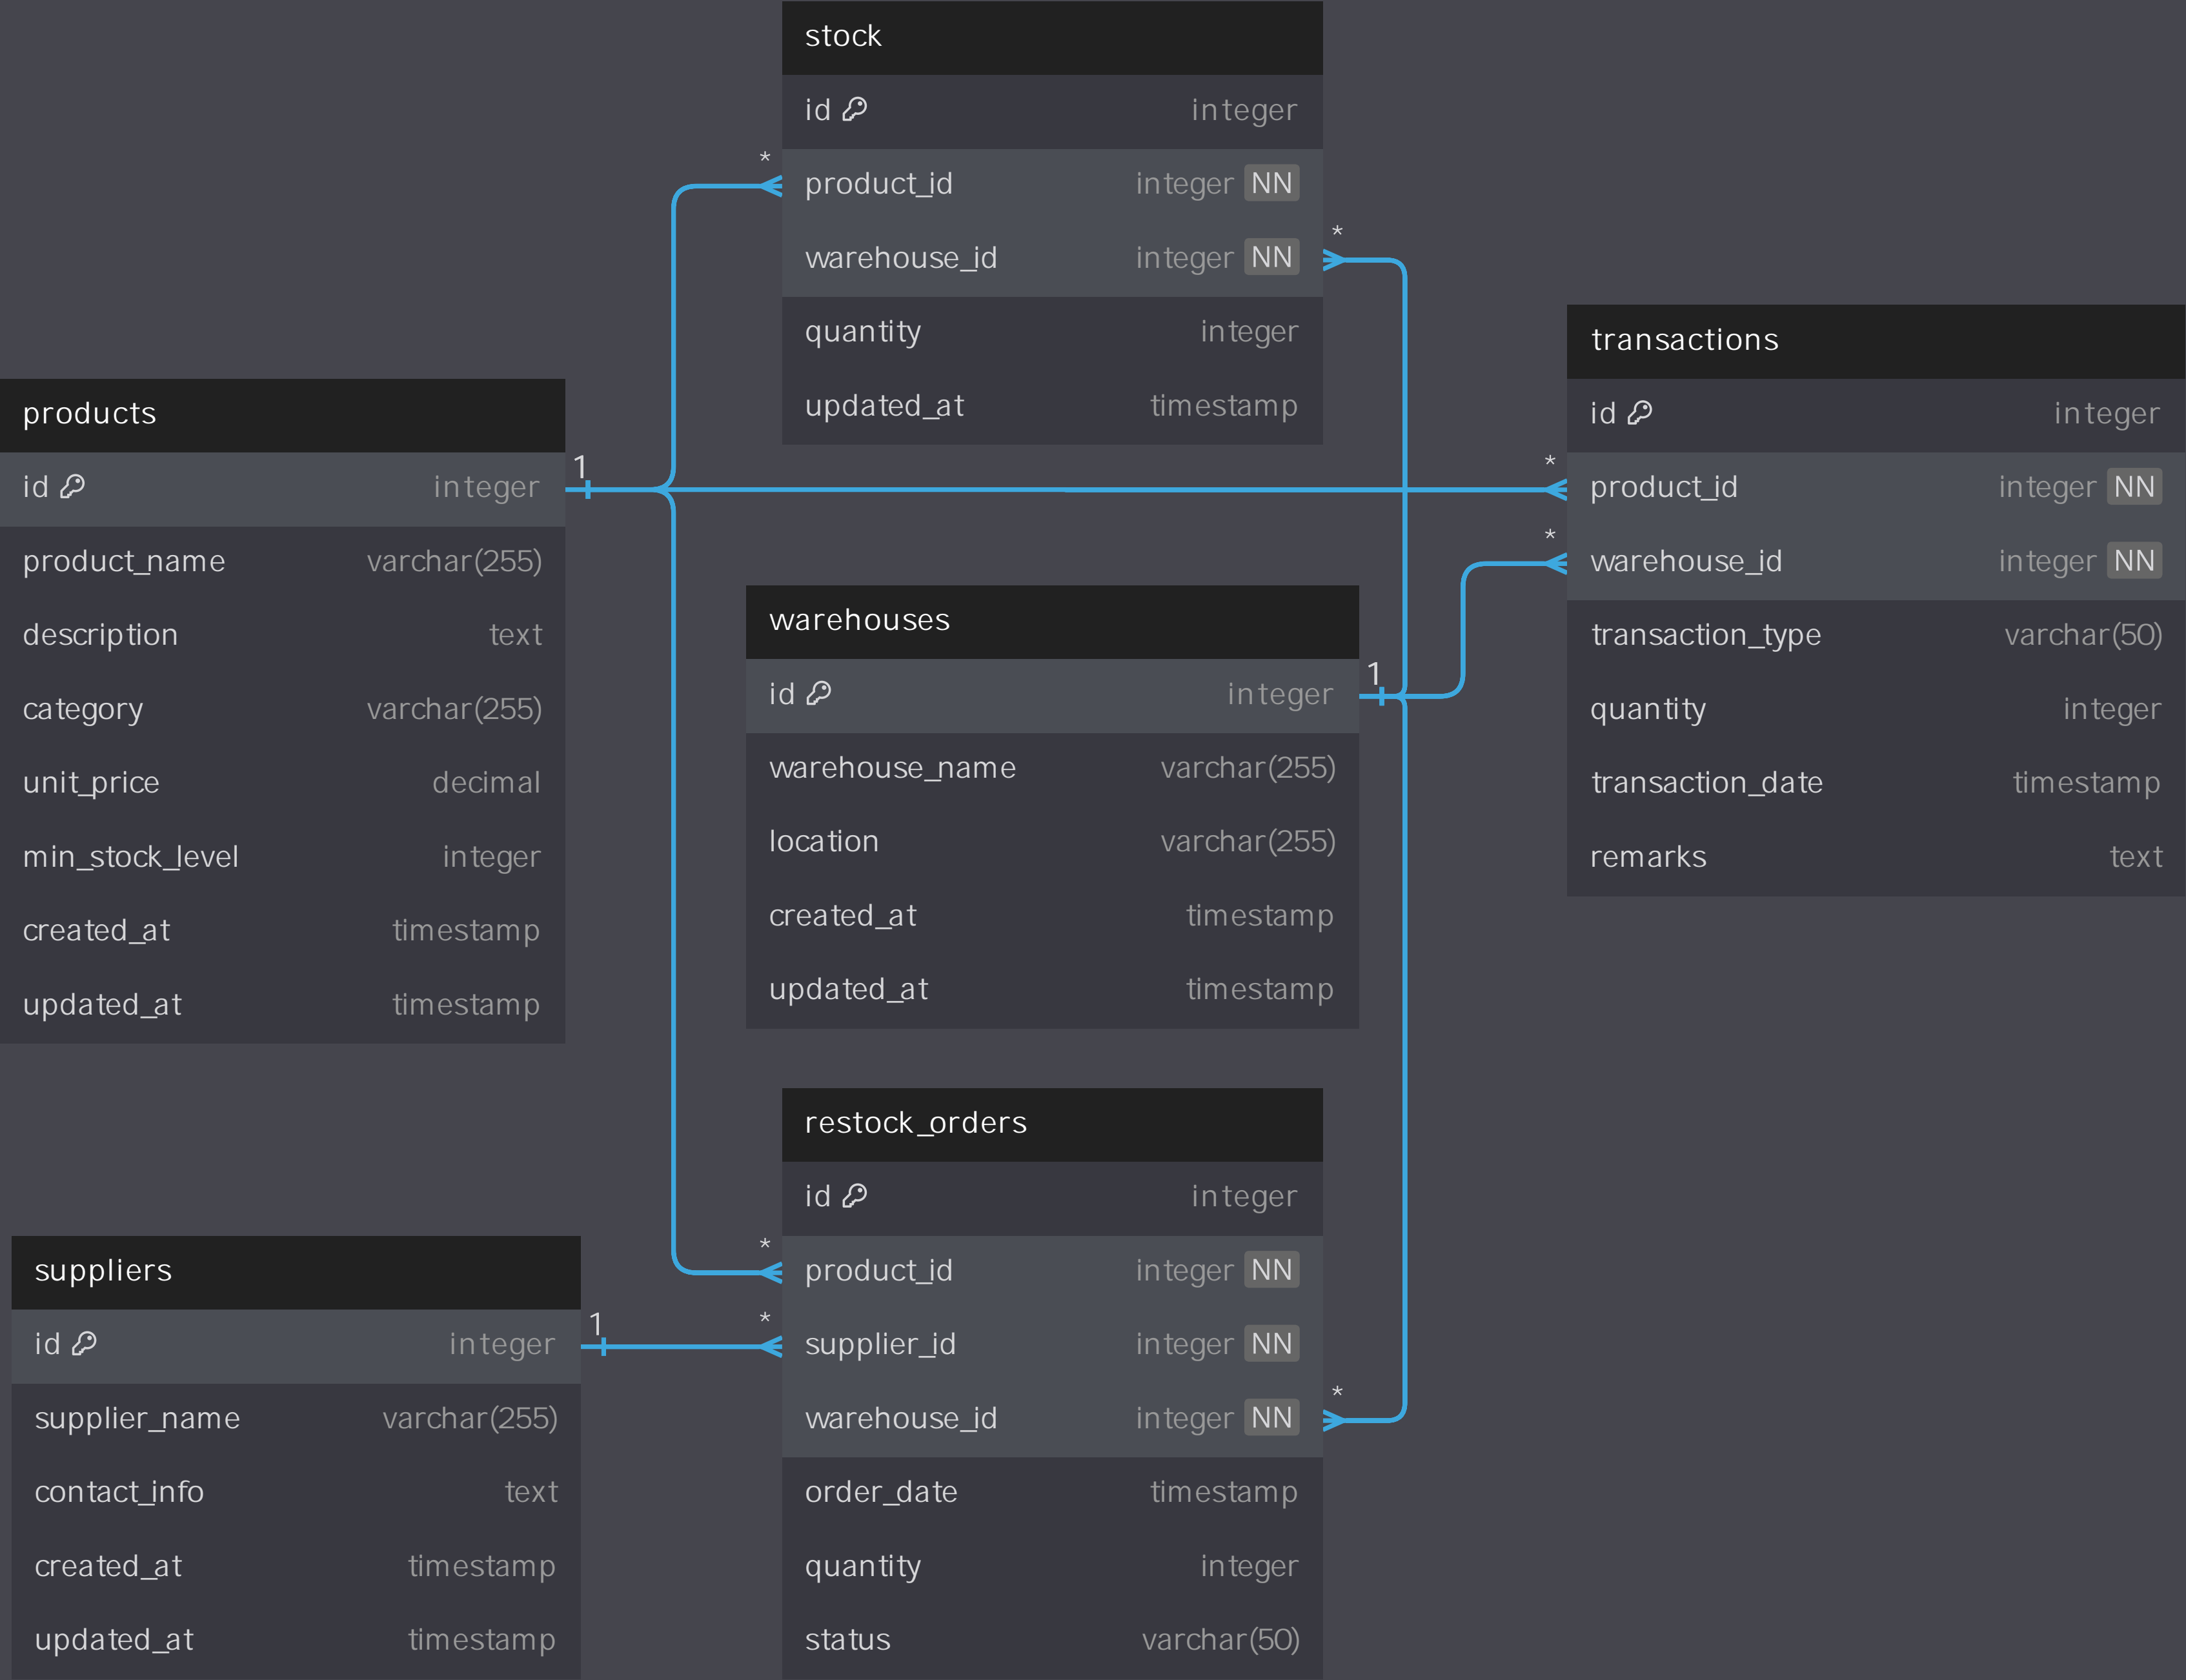 stock
id integer
* product_id integer NN
warehouse_id integer NN *
quantity integer
updated_at timestamp
transactions
id integer
* product_id integer NN
* warehouse_id integer NN
transaction_type varchar(50)
quantity integer
transaction_date timestamp
remarks text
products
id integer 1
product_name varchar(255)
description text
category varchar(255)
unit_price decimal
min_stock_level integer
created_at timestamp
updated_at timestamp
warehouses
id integer 1
warehouse_name varchar(255)
location varchar(255)
created_at timestamp
updated_at timestamp
restock_orders
id integer
* product_id integer NN
* supplier_id integer NN
warehouse_id integer NN *
order_date timestamp
quantity integer
status varchar(50)
suppliers
id integer 1
supplier_name varchar(255)
contact_info text
created_at timestamp
updated_at timestamp